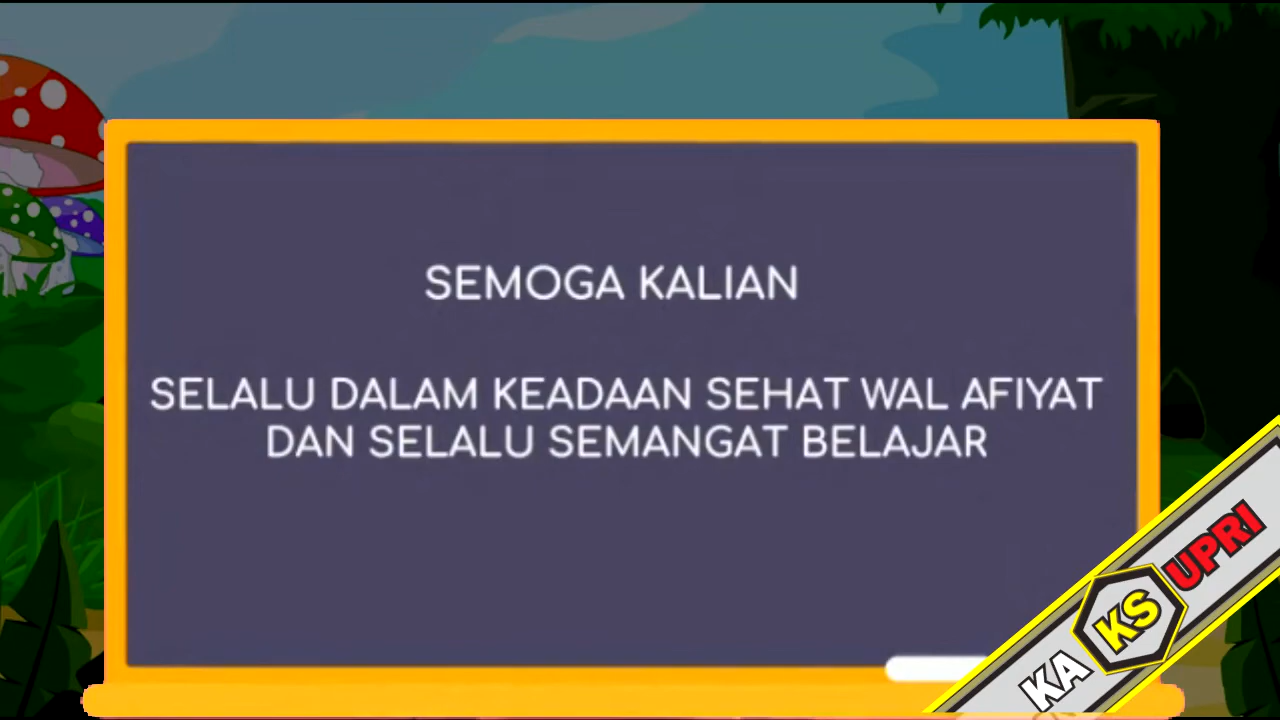 SEMOGA KALIAN
SELALU DALAM KEADAAN SEHAT WAL AFIYAT
DAN SELALU SEMANGAT BELAJAR
KA KS UPRI